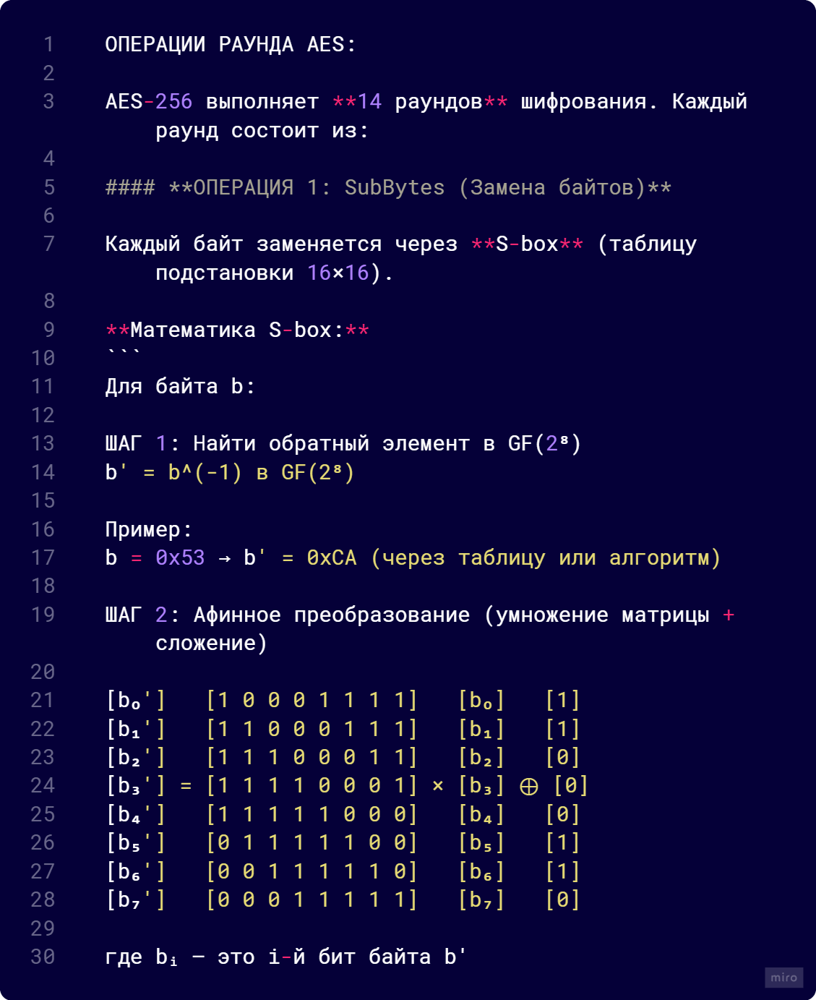 1 ОПЕРАЦИИ РАУНДА AES:
2
3 AES-256 выполняет **14 раундов** шифрования. Каждый
раунд состоит из:
4
5 #### **ОПЕРАЦИЯ 1: SubBytes (Замена байтов)**
6
7 Каждый байт заменяется через **S-box** (таблицу
подстановки 16×16).
8
9 **Математика S-box:**
10 ```
11 Для байта b:
12
13 ШАГ 1: Найти обратный элемент в GF(2⁸)
14 b' = b^(-1) в GF(2⁸)
15
16 Пример:
17 b = 0x53 → b' = 0xCA (через таблицу или алгоритм)
18
19 ШАГ 2: Афинное преобразование (умножение матрицы +
сложение)
20
21 [b₀'] [1 0 0 0 1 1 1 1] [b₀] [1]
22 [b₁'] [1 1 0 0 0 1 1 1] [b₁] [1]
23 [b₂'] [1 1 1 0 0 0 1 1] [b₂] [0]
24 [b₃'] = [1 1 1 1 0 0 0 1] × [b₃] ⊕ [0]
25 [b₄'] [1 1 1 1 1 0 0 0] [b₄] [0]
26 [b₅'] [0 1 1 1 1 1 0 0] [b₅] [1]
27 [b₆'] [0 0 1 1 1 1 1 0] [b₆] [1]
28 [b₇'] [0 0 0 1 1 1 1 1] [b₇] [0]
29
30 где bᵢ — это i-й бит байта b'
miro